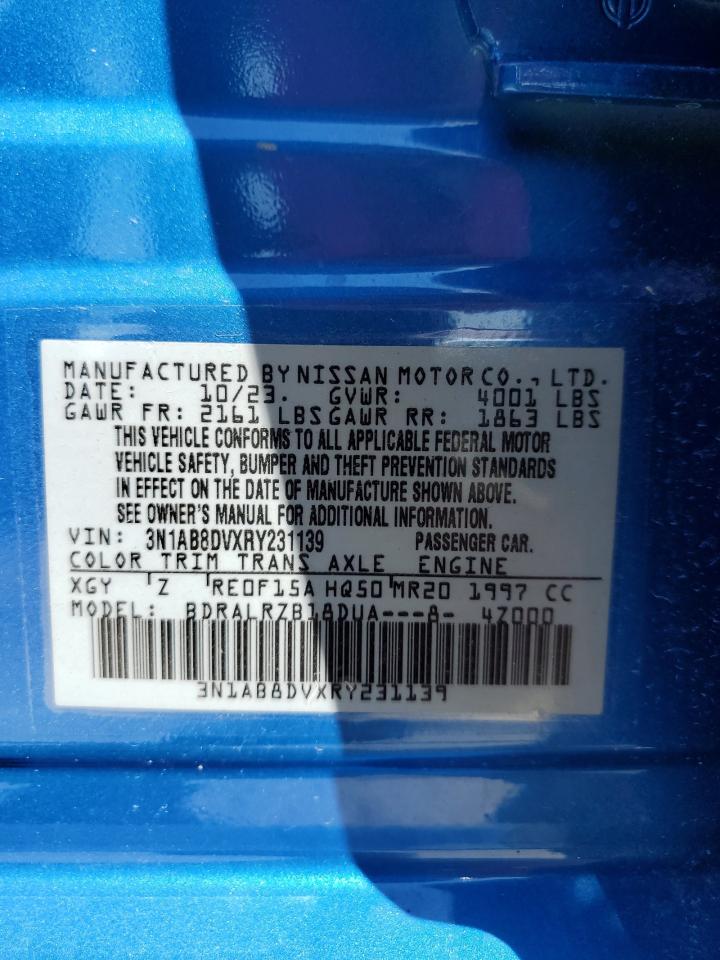 MANUFACTURED BY NISSAN MOTOR CO., LTD.
DATE: 10/23. GVWR: 4001 LBS
GAWR FR: 2161 LBS GAWR RR: 1863 LBS
THIS VEHICLE CONFORMS TO ALL APPLICABLE FEDERAL MOTOR
VEHICLE SAFETY, BUMPER AND THEFT PREVENTION STANDARDS
IN EFFECT ON THE DATE OF MANUFACTURE SHOWN ABOVE.
SEE OWNER'S MANUAL FOR ADDITIONAL INFORMATION.
VIN: 3N1AB8DVXRY231139 PASSENGER CAR.
COLOR TRIM TRANS AXLE ENGINE
XGY Z RE0F15A HQ50 MR20 1997 CC
MODEL: BDRALRZB18DUA---8- 4Z000
3N1AB8DVXRY231139